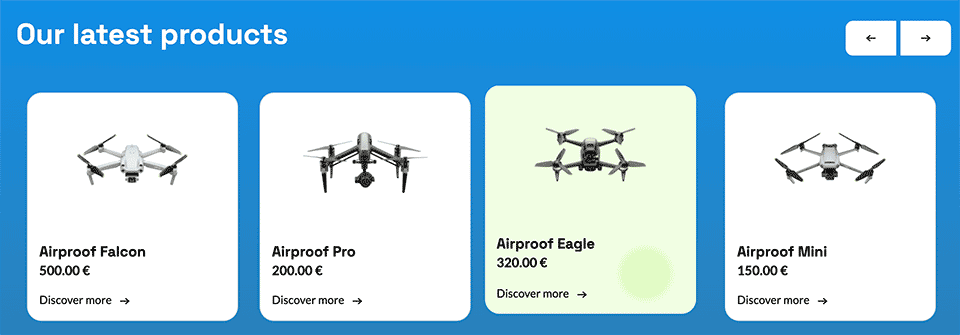 Our latest products
← →
Airproof Falcon
500.00 €
Discover more →
Airproof Pro
200.00 €
Discover more →
Airproof Eagle
320.00 €
Discover more →
Airproof Mini
150.00 €
Discover more →